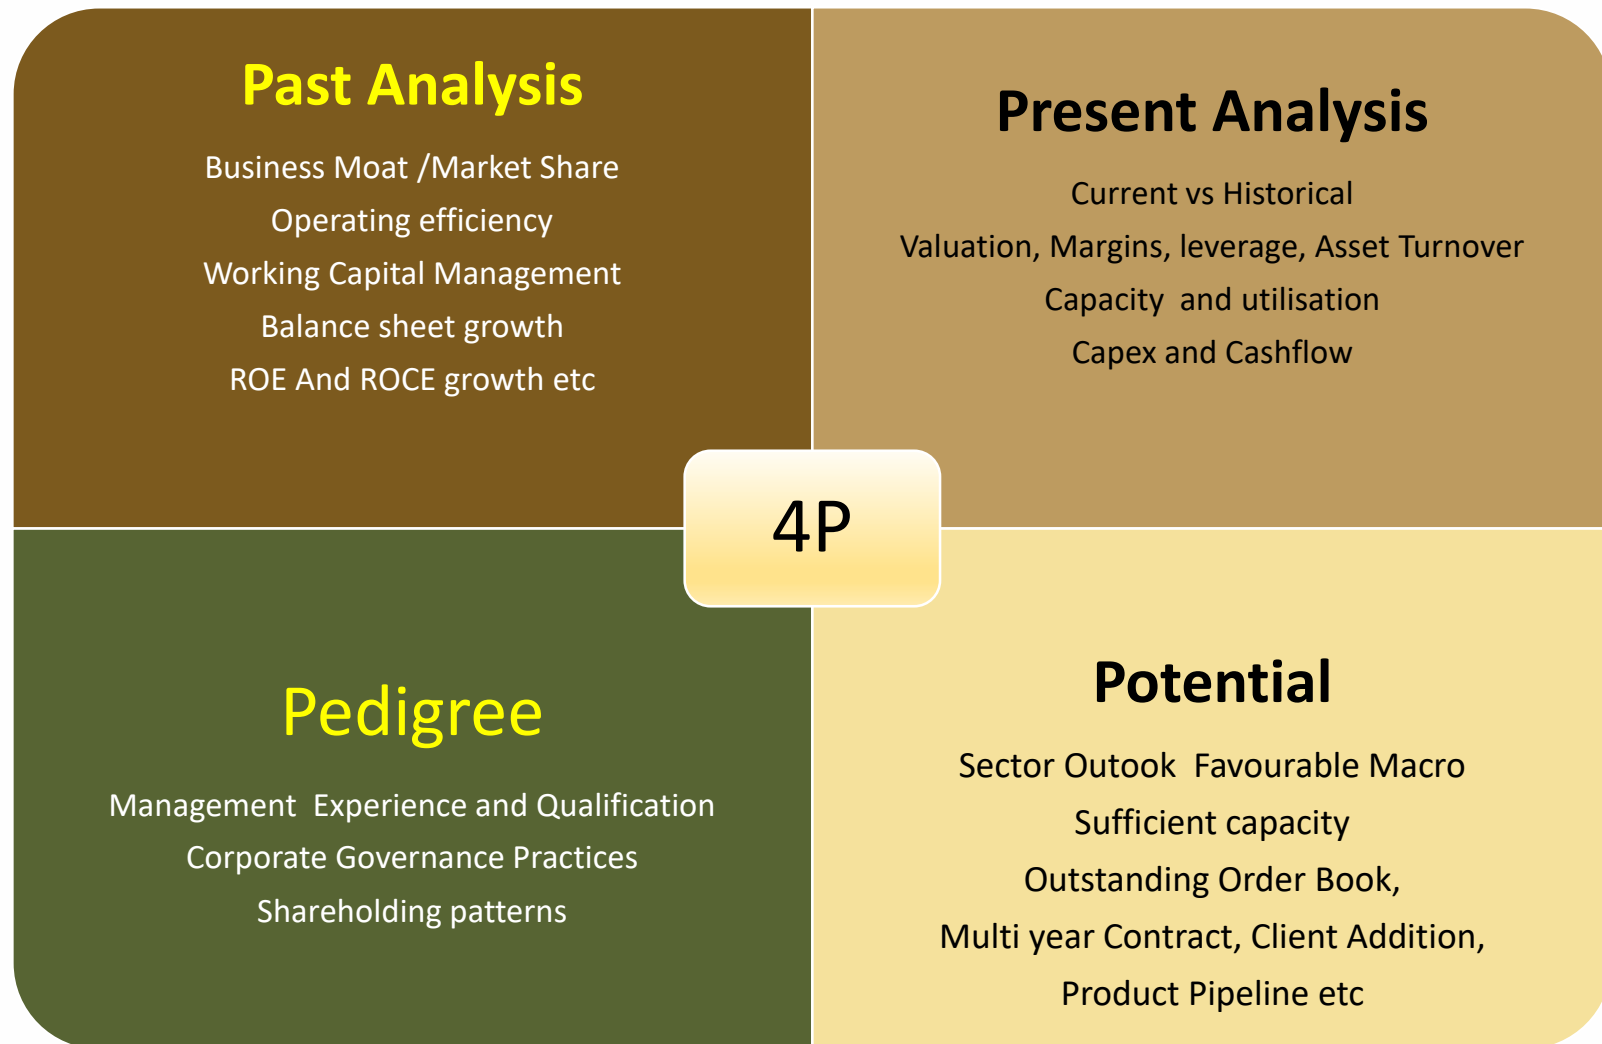 Past Analysis
Business Moat /Market Share
Operating efficiency
Working Capital Management
Balance sheet growth
ROE And ROCE growth etc
Present Analysis
Current vs Historical
Valuation, Margins, leverage, Asset Turnover
Capacity  and utilisation
Capex and Cashflow
4P
Pedigree
Management  Experience and Qualification
Corporate Governance Practices
Shareholding patterns
Potential
Sector Outook  Favourable Macro
Sufficient capacity
Outstanding Order Book,
Multi year Contract, Client Addition,
Product Pipeline etc